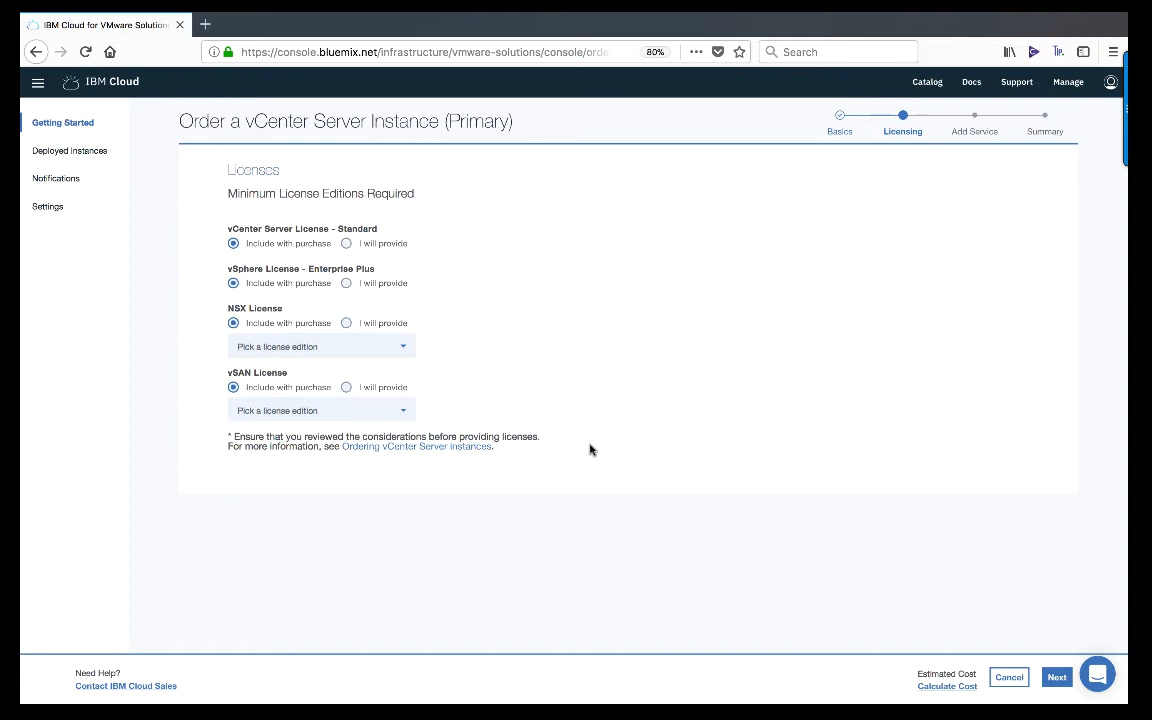 IBM Cloud for VMware Solution
https://console.bluemix.net/infrastructure/vmware-solutions/console/orde
80%
Search
IBM Cloud
Catalog
Docs
Support
Manage
Getting Started
Deployed Instances
Notifications
Settings
Order a vCenter Server Instance (Primary)
Basics
Licensing
Add Service
Summary
Licenses
Minimum License Editions Required
vCenter Server License - Standard
Include with purchase
I will provide
vSphere License - Enterprise Plus
Include with purchase
I will provide
NSX License
Include with purchase
I will provide
Pick a license edition
vSAN License
Include with purchase
I will provide
Pick a license edition
* Ensure that you reviewed the considerations before providing licenses.
For more information, see Ordering vCenter Server instances.
Need Help?
Contact IBM Cloud Sales
Estimated Cost
Calculate Cost
Cancel
Next